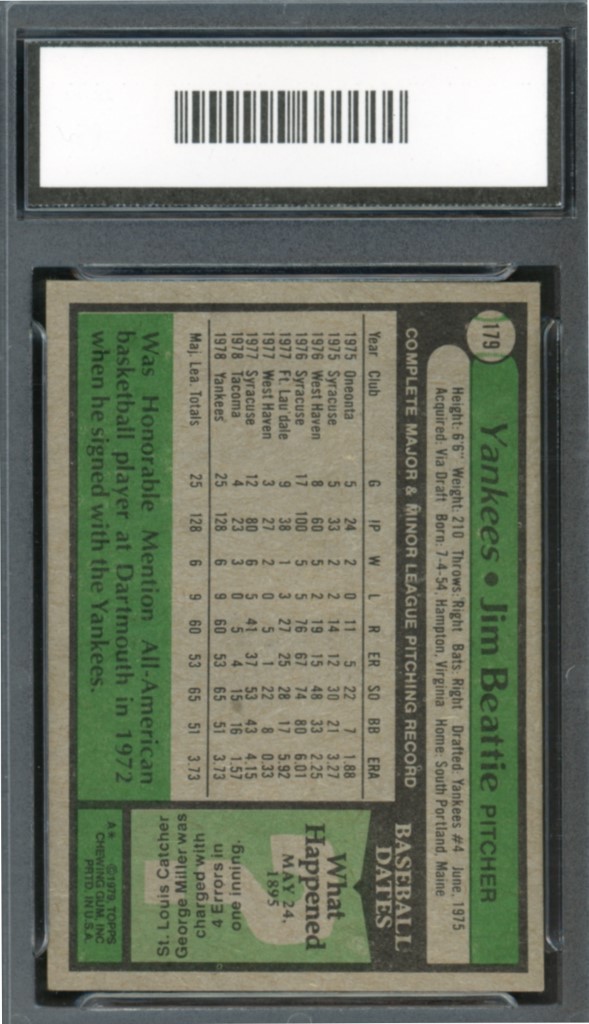 179
Yankees • Jim Beattie PITCHER
Height: 6'6" Weight: 210 Throws: Right Bats: Right Drafted: Yankees #4 June, 1975
Acquired: Via Draft Born: 7-4-54, Hampton, Virginia Home: South Portland, Maine
COMPLETE MAJOR & MINOR LEAGUE PITCHING RECORD
Year Club G IP W L R ER SO BB ERA
1975 Oneonta 5 24 2 0 11 5 22 7 1.88
1975 Syracuse 5 33 2 2 14 12 30 21 3.27
1976 West Haven 8 60 5 2 19 15 48 33 2.25
1976 Syracuse 17 100 5 5 76 67 74 80 6.01
1977 Ft. Lau'dale 9 38 1 3 27 25 28 17 5.92
1977 West Haven 3 27 2 0 5 1 22 8 0.33
1977 Syracuse 12 80 6 5 41 37 53 43 4.15
1978 Tacoma 4 23 3 0 5 4 15 16 1.57
1978 Yankees 25 128 6 9 60 53 65 51 3.73
Maj. Lea. Totals 25 128 6 9 60 53 65 51 3.73
Was Honorable Mention All-American
basketball player at Dartmouth in 1972
when he signed with the Yankees.
BASEBALL
DATES
What
Happened
MAY 24,
1895
St. Louis Catcher
George Miller was
charged with
4 Errors in
one inning.
A* ©1979, TOPPS
CHEWING GUM, INC
PRTD. IN U.S.A.